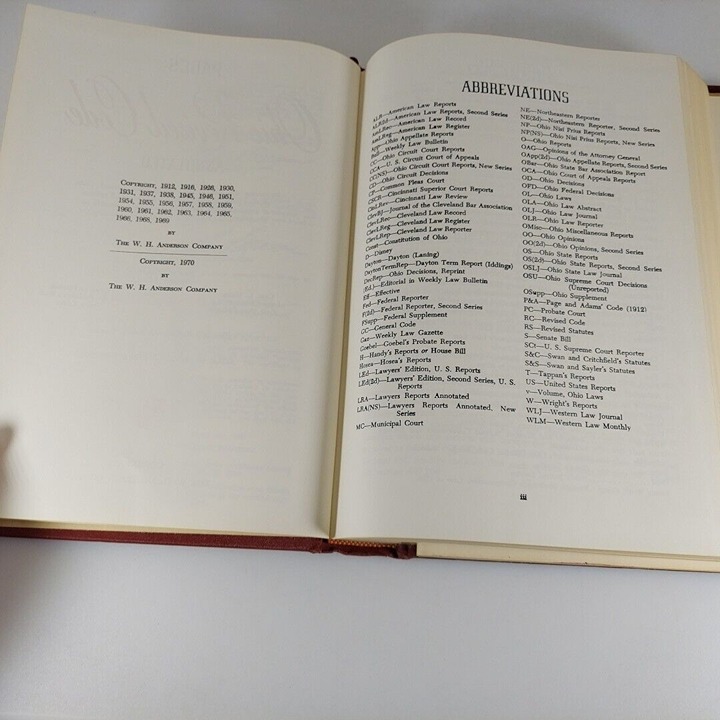 Copyright, 1912, 1916, 1926, 1930,
1931, 1937, 1938, 1945, 1946, 1951,
1954, 1955, 1956, 1957, 1958, 1959,
1960, 1961, 1962, 1963, 1964, 1965,
1966, 1968, 1969
BY
The W. H. Anderson Company
Copyright, 1970
BY
The W. H. Anderson Company
ABBREVIATIONS
ALR—American Law Reports
ALR2d—American Law Reports, Second Series
AmLRec—American Law Record
AmLReg—American Law Register
App—Ohio Appellate Reports
Bull—Weekly Law Bulletin
CC—Ohio Circuit Court Reports
CCA—U. S. Circuit Court of Appeals
CC(NS)—Ohio Circuit Court Reports, New Series
CD—Ohio Circuit Decisions
CP—Common Pleas Court
CSCR—Cincinnati Superior Court Reports
CinLRev—Cincinnati Law Review
ClevBJ—Journal of the Cleveland Bar Association
ClevLRec—Cleveland Law Record
ClevLReg—Cleveland Law Register
ClevLRep—Cleveland Law Reporter
Const—Constitution of Ohio
D—Disney
Dayton—Dayton (Laning)
DaytonTermRep—Dayton Term Report (Iddings)
DecRep—Ohio Decisions, Reprint
(Ed.)—Editorial in Weekly Law Bulletin
Eff—Effective
Fed—Federal Reporter
F(2d)—Federal Reporter, Second Series
FSupp—Federal Supplement
GC—General Code
Gaz—Weekly Law Gazette
Goebel—Goebel's Probate Reports
H—Handy's Reports or House Bill
Hosea—Hosea's Reports
LEd—Lawyers' Edition, U. S. Reports
LEd(2d)—Lawyers' Edition, Second Series, U. S.
Reports
LRA—Lawyers Reports Annotated
LRA(NS)—Lawyers Reports Annotated, New
Series
MC—Municipal Court
NE—Northeastern Reporter
NE(2d)—Northeastern Reporter, Second Series
NP—Ohio Nisi Prius Reports
NP(NS)—Ohio Nisi Prius Reports, New Series
O—Ohio Reports
OAG—Opinions of the Attorney General
OApp(2d)—Ohio Appellate Reports, Second Series
OBar—Ohio State Bar Association Report
OCA—Ohio Court of Appeals Reports
OD—Ohio Decisions
OFD—Ohio Federal Decisions
OL—Ohio Laws
OLA—Ohio Law Abstract
OLJ—Ohio Law Journal
OLR—Ohio Law Reporter
OMisc—Ohio Miscellaneous Reports
OO—Ohio Opinions
OO(2d)—Ohio Opinions, Second Series
OS—Ohio State Reports
OS(2d)—Ohio State Reports, Second Series
OSLJ—Ohio State Law Journal
OSU—Ohio Supreme Court Decisions
(Unreported)
OSupp—Ohio Supplement
P&A—Page and Adams' Code (1912)
PC—Probate Court
RC—Revised Code
RS—Revised Statutes
S—Senate Bill
SCt—U. S. Supreme Court Reporter
S&C—Swan and Critchfield's Statutes
S&S—Swan and Sayler's Statutes
T—Tappan's Reports
US—United States Reports
v—Volume, Ohio Laws
W—Wright's Reports
WLJ—Western Law Journal
WLM—Western Law Monthly
iii